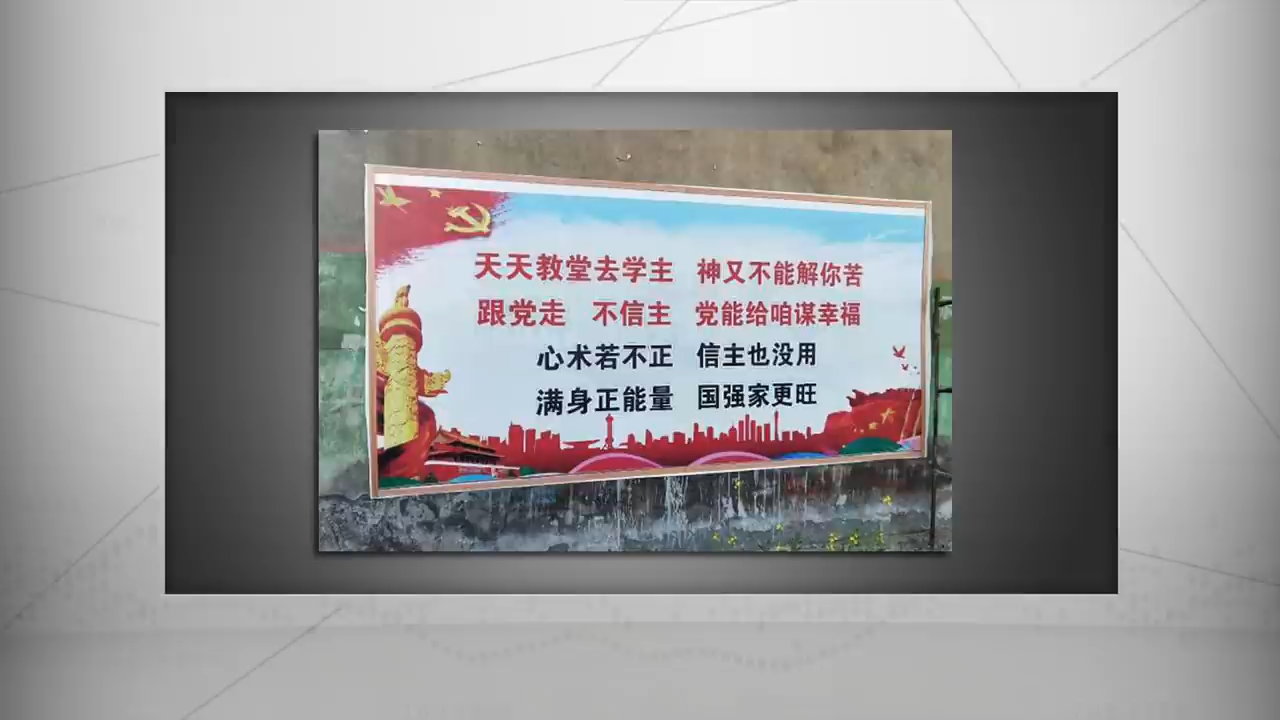 天天教堂去学主 神又不能解你苦
跟党走 不信主 党能给咱谋幸福
心术若不正 信主也没用
满身正能量 国强家更旺